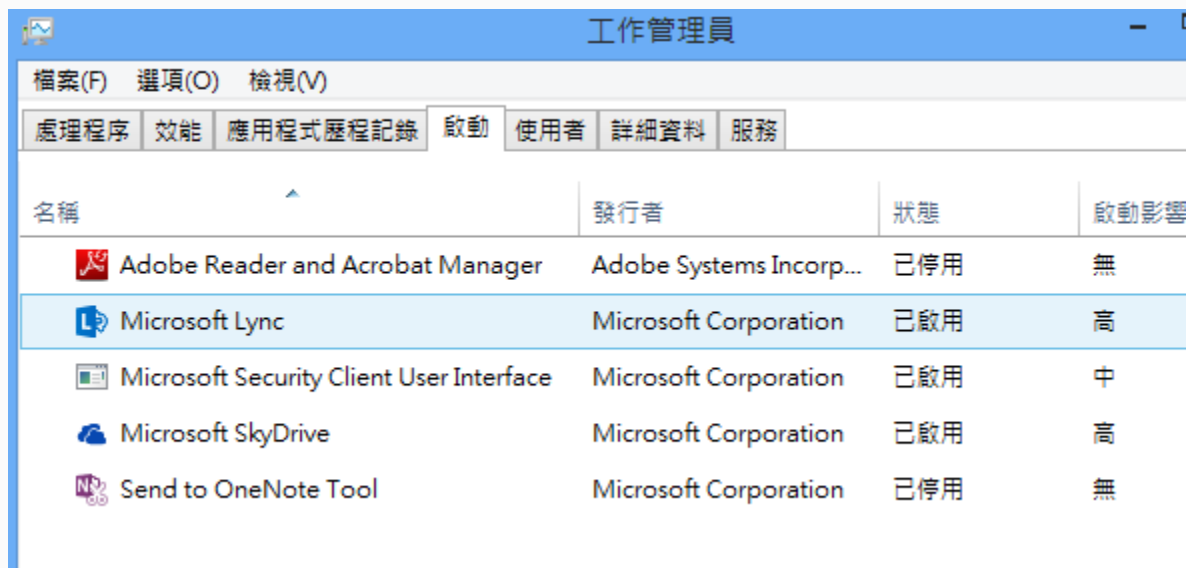 工作管理員
檔案(F) 選項(O) 檢視(V)
處理程序 效能 應用程式歷程記錄 啟動 使用者 詳細資料 服務
名稱 發行者 狀態 啟動影響
Adobe Reader and Acrobat Manager Adobe Systems Incorp... 已停用 無
Microsoft Lync Microsoft Corporation 已啟用 高
Microsoft Security Client User Interface Microsoft Corporation 已啟用 中
Microsoft SkyDrive Microsoft Corporation 已啟用 高
Send to OneNote Tool Microsoft Corporation 已停用 無